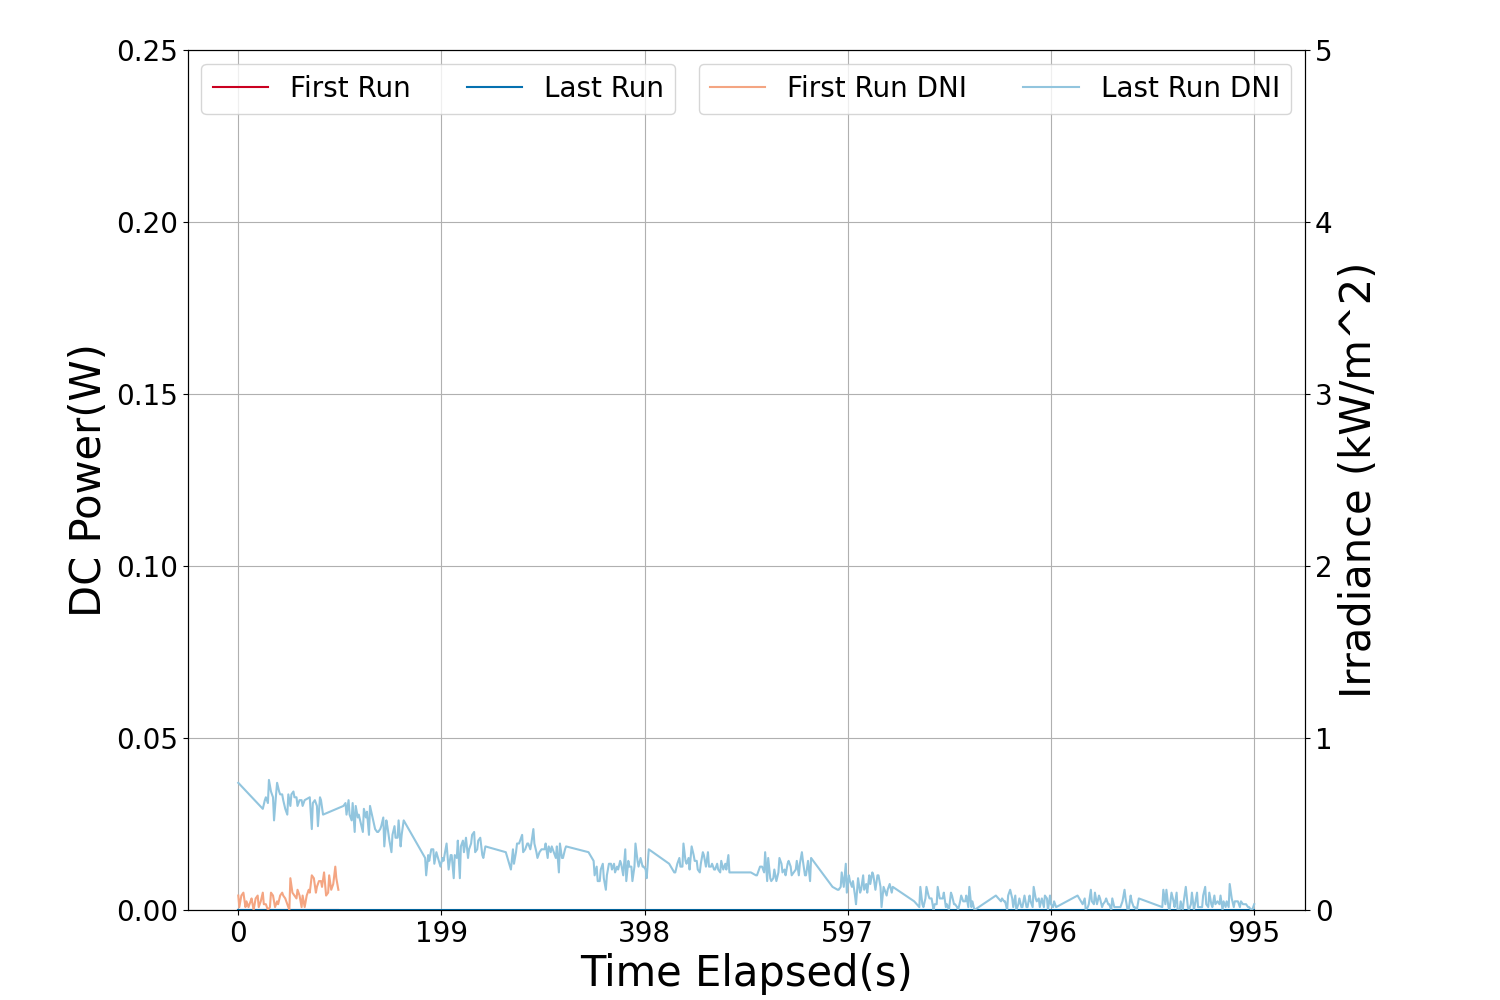 First Run
Last Run
First Run DNI
Last Run DNI
0.25
0.20
0.15
0.10
0.05
0.00
DC Power(W)
5
4
3
2
1
0
Irradiance (kW/m^2)
0
199
398
597
796
995
Time Elapsed(s)